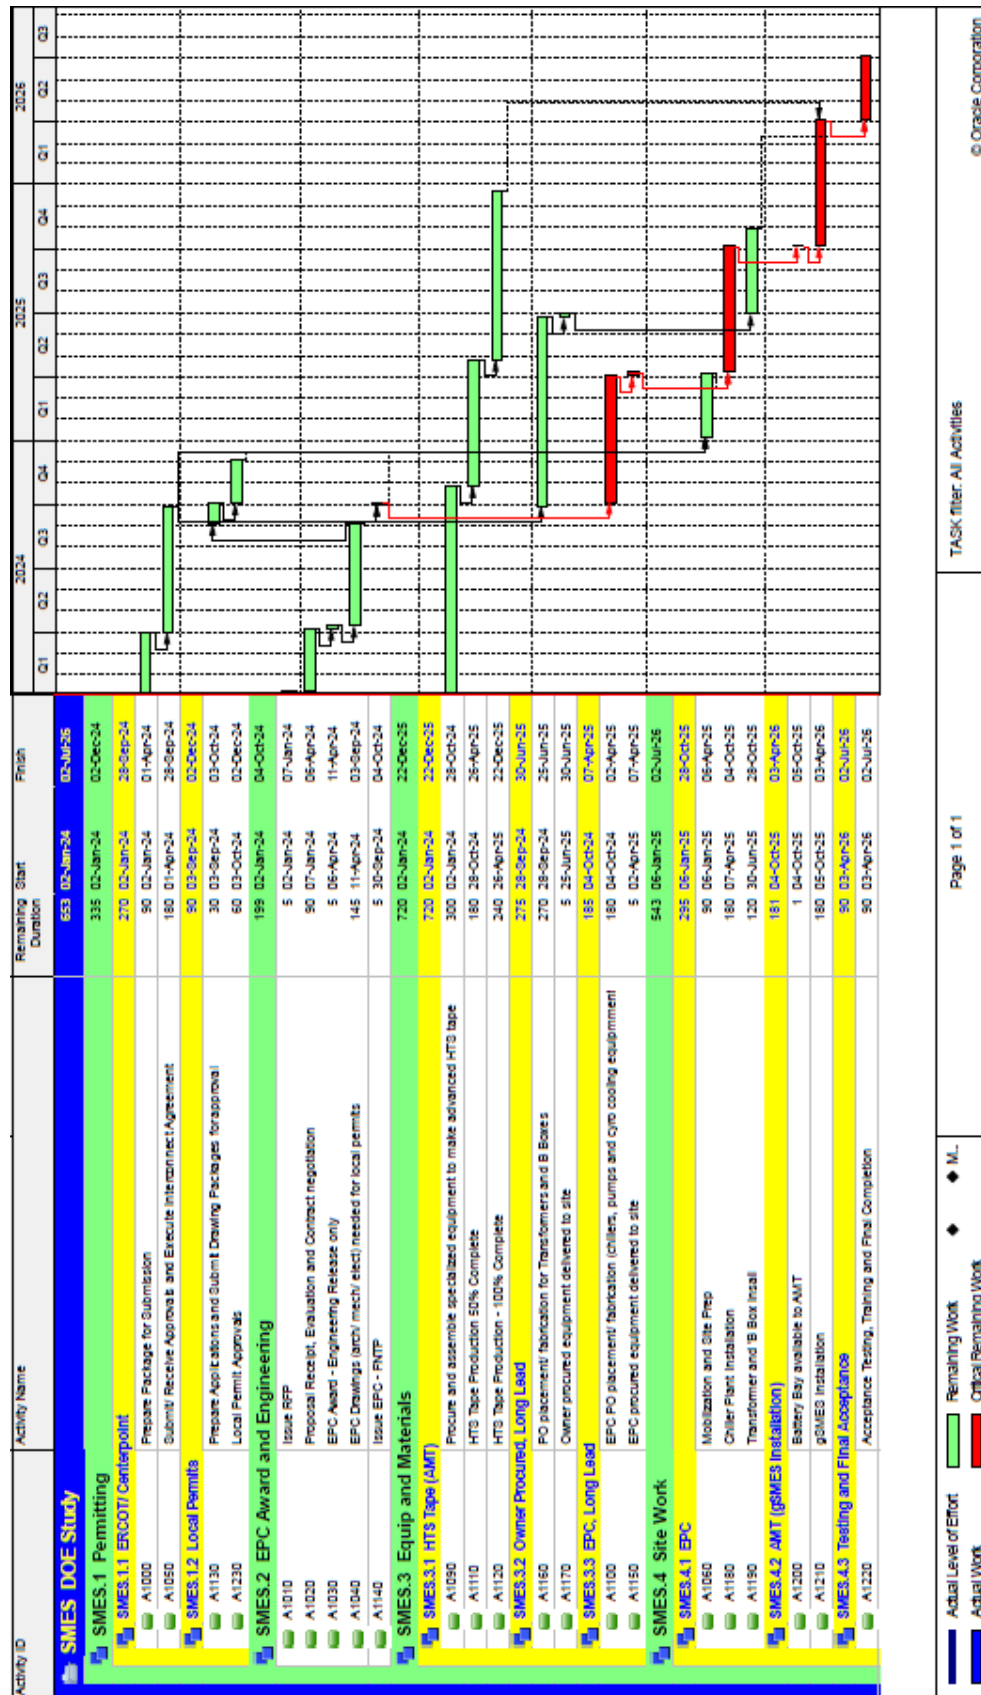 Activity ID Activity Name Remaining Duration Start Finish 2024 2025 2026
Q1 Q2 Q3 Q4 Q1 Q2 Q3 Q4 Q1 Q2 Q3
SMES DOE Study 653 02-Jan-24 02-Jul-26
SMES.1 Permitting 335 02-Jan-24 02-Dec-24
SMES.1.1 ERCOT/ Centerpoint 270 02-Jan-24 28-Sep-24
A1000 Prepare Package for Submission 90 02-Jan-24 01-Apr-24
A1050 Submit/ Receive Approvals and Execute Interconnect Agreement 180 01-Apr-24 28-Sep-24
SMES.1.2 Local Permits 90 03-Sep-24 02-Dec-24
A1130 Prepare Applications and Submit Drawing Packages for approval 30 03-Sep-24 03-Oct-24
A1230 Local Permit Approvals 60 03-Oct-24 02-Dec-24
SMES.2 EPC Award and Engineering 199 02-Jan-24 04-Oct-24
A1010 Issue RFP 5 02-Jan-24 07-Jan-24
A1020 Proposal Receipt, Evaluation and Contract negotiation 90 07-Jan-24 06-Apr-24
A1030 EPC Award - Engineering Release only 5 06-Apr-24 11-Apr-24
A1040 EPC Drawings (arch/ mech/ elect) needed for local permits 145 11-Apr-24 03-Sep-24
A1140 Issue EPC - FNTP 5 30-Sep-24 04-Oct-24
SMES.3 Equip and Materials 720 02-Jan-24 22-Dec-25
SMES.3.1 HTS Tape (AMT) 720 02-Jan-24 22-Dec-25
A1090 Procure and assemble specialized equipment to make advanced HTS tape 300 02-Jan-24 28-Oct-24
A1110 HTS Tape Production 50% Complete 180 28-Oct-24 26-Apr-25
A1120 HTS Tape Production - 100% Complete 240 26-Apr-25 22-Dec-25
SMES.3.2 Owner Procured, Long Lead 275 28-Sep-24 30-Jun-25
A1160 PO placement/ fabrication for Transformers and B Boxes 270 28-Sep-24 25-Jun-25
A1170 Owner procured equipment delivered to site 5 25-Jun-25 30-Jun-25
SMES.3.3 EPC, Long Lead 185 04-Oct-24 07-Apr-25
A1100 EPC PO placement/ fabrication (chillers, pumps and cyro cooling equipmment 180 04-Oct-24 02-Apr-25
A1150 EPC procured equipment delivered to site 5 02-Apr-25 07-Apr-25
SMES.4 Site Work 543 06-Jan-25 02-Jul-26
SMES.4.1 EPC 295 06-Jan-25 28-Oct-25
A1060 Mobilization and Site Prep 90 06-Jan-25 06-Apr-25
A1180 Chiller Plant Installation 180 07-Apr-25 04-Oct-25
A1190 Transformer and 'B Box Insall 120 30-Jun-25 28-Oct-25
SMES.4.2 AMT (gSMES Installation) 181 04-Oct-25 03-Apr-26
A1200 Battery Bay available to AMT 1 04-Oct-25 05-Oct-25
A1210 gSMES Installation 180 05-Oct-25 03-Apr-26
SMES.4.3 Testing and Final Acceptance 90 03-Apr-26 02-Jul-26
A1220 Acceptance Testing, Training and Final Completion 90 03-Apr-26 02-Jul-26
Actual Level of Effort Remaining Work M...
Actual Work Critical Remaining Work
Page 1 of 1
TASK filter: All Activities
© Oracle Corporation